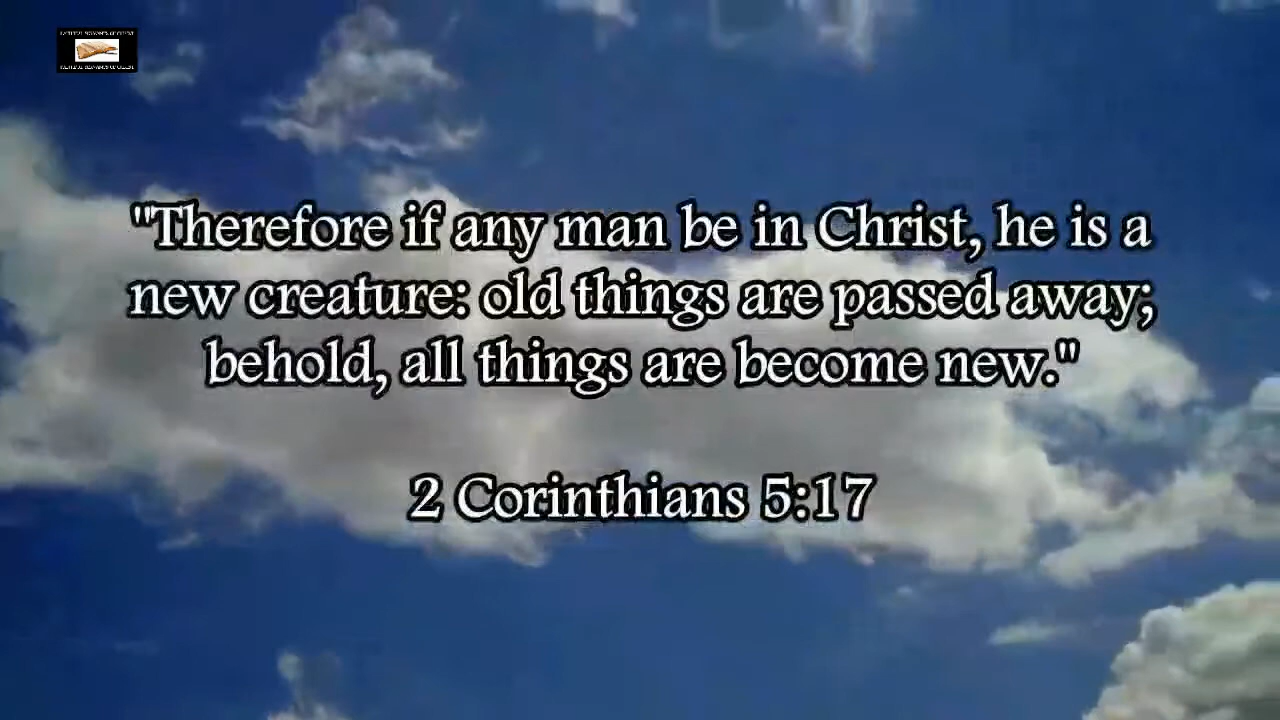 "Therefore if any man be in Christ, he is a
new creature: old things are passed away;
behold, all things are become new."
2 Corinthians 5:17